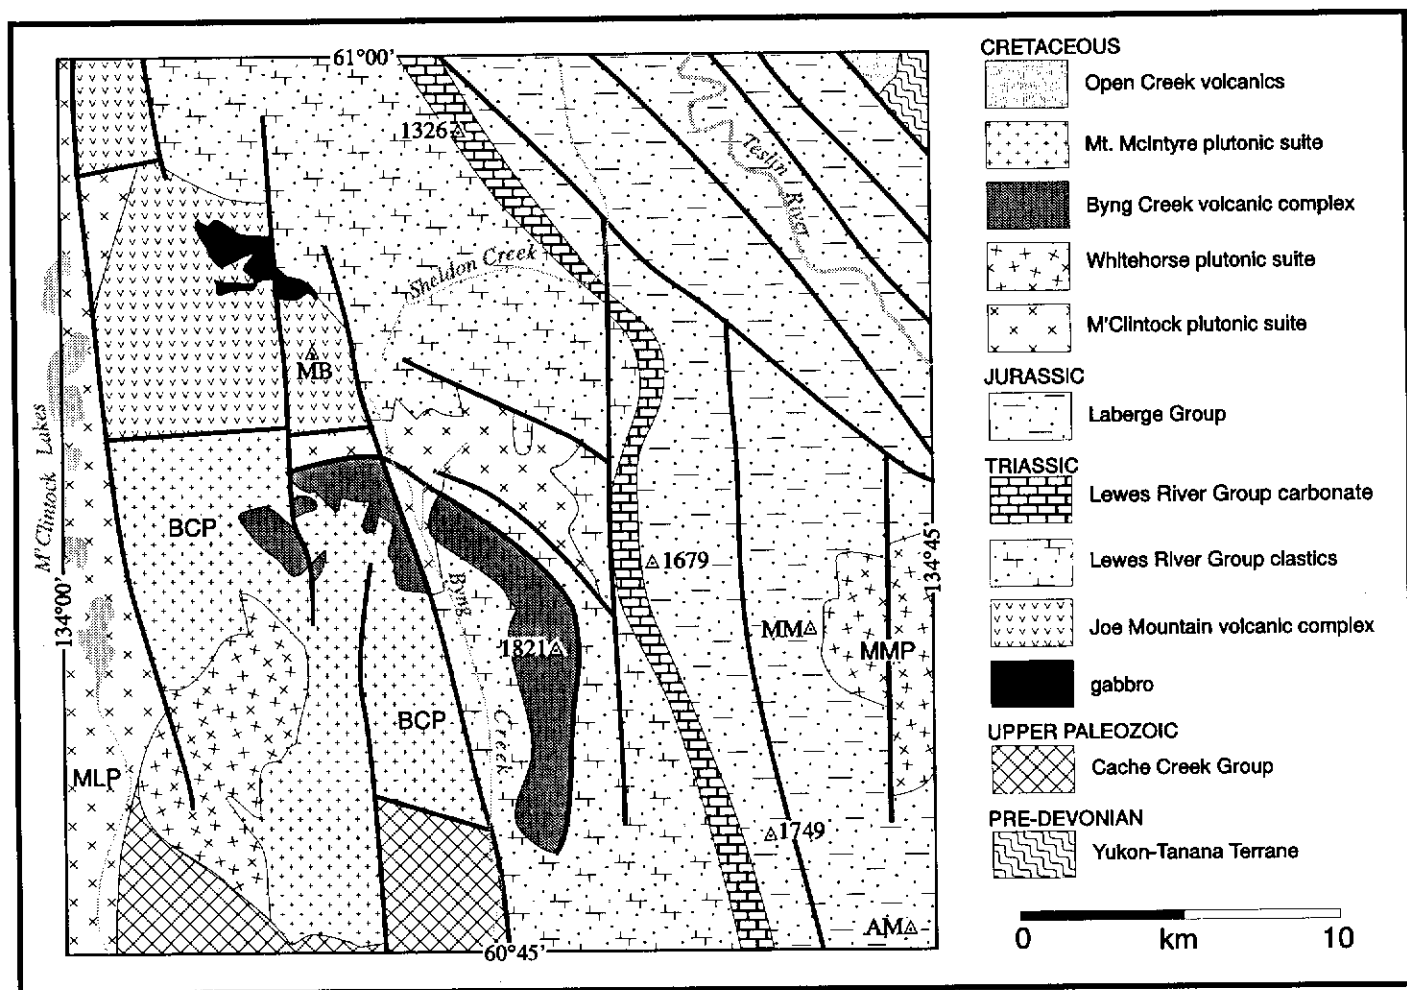 61°00'
1326
Teslin River
Sheldon Creek
MB
M'Clintock Lakes
BCP
1679
134°45'
134°00'
Byng Creek
MM
MMP
1821
BCP
MLP
1749
AM
60°45'
CRETACEOUS
Open Creek volcanics
Mt. McIntyre plutonic suite
Byng Creek volcanic complex
Whitehorse plutonic suite
M'Clintock plutonic suite
JURASSIC
Laberge Group
TRIASSIC
Lewes River Group carbonate
Lewes River Group clastics
Joe Mountain volcanic complex
gabbro
UPPER PALEOZOIC
Cache Creek Group
PRE-DEVONIAN
Yukon-Tanana Terrane
0 km 10